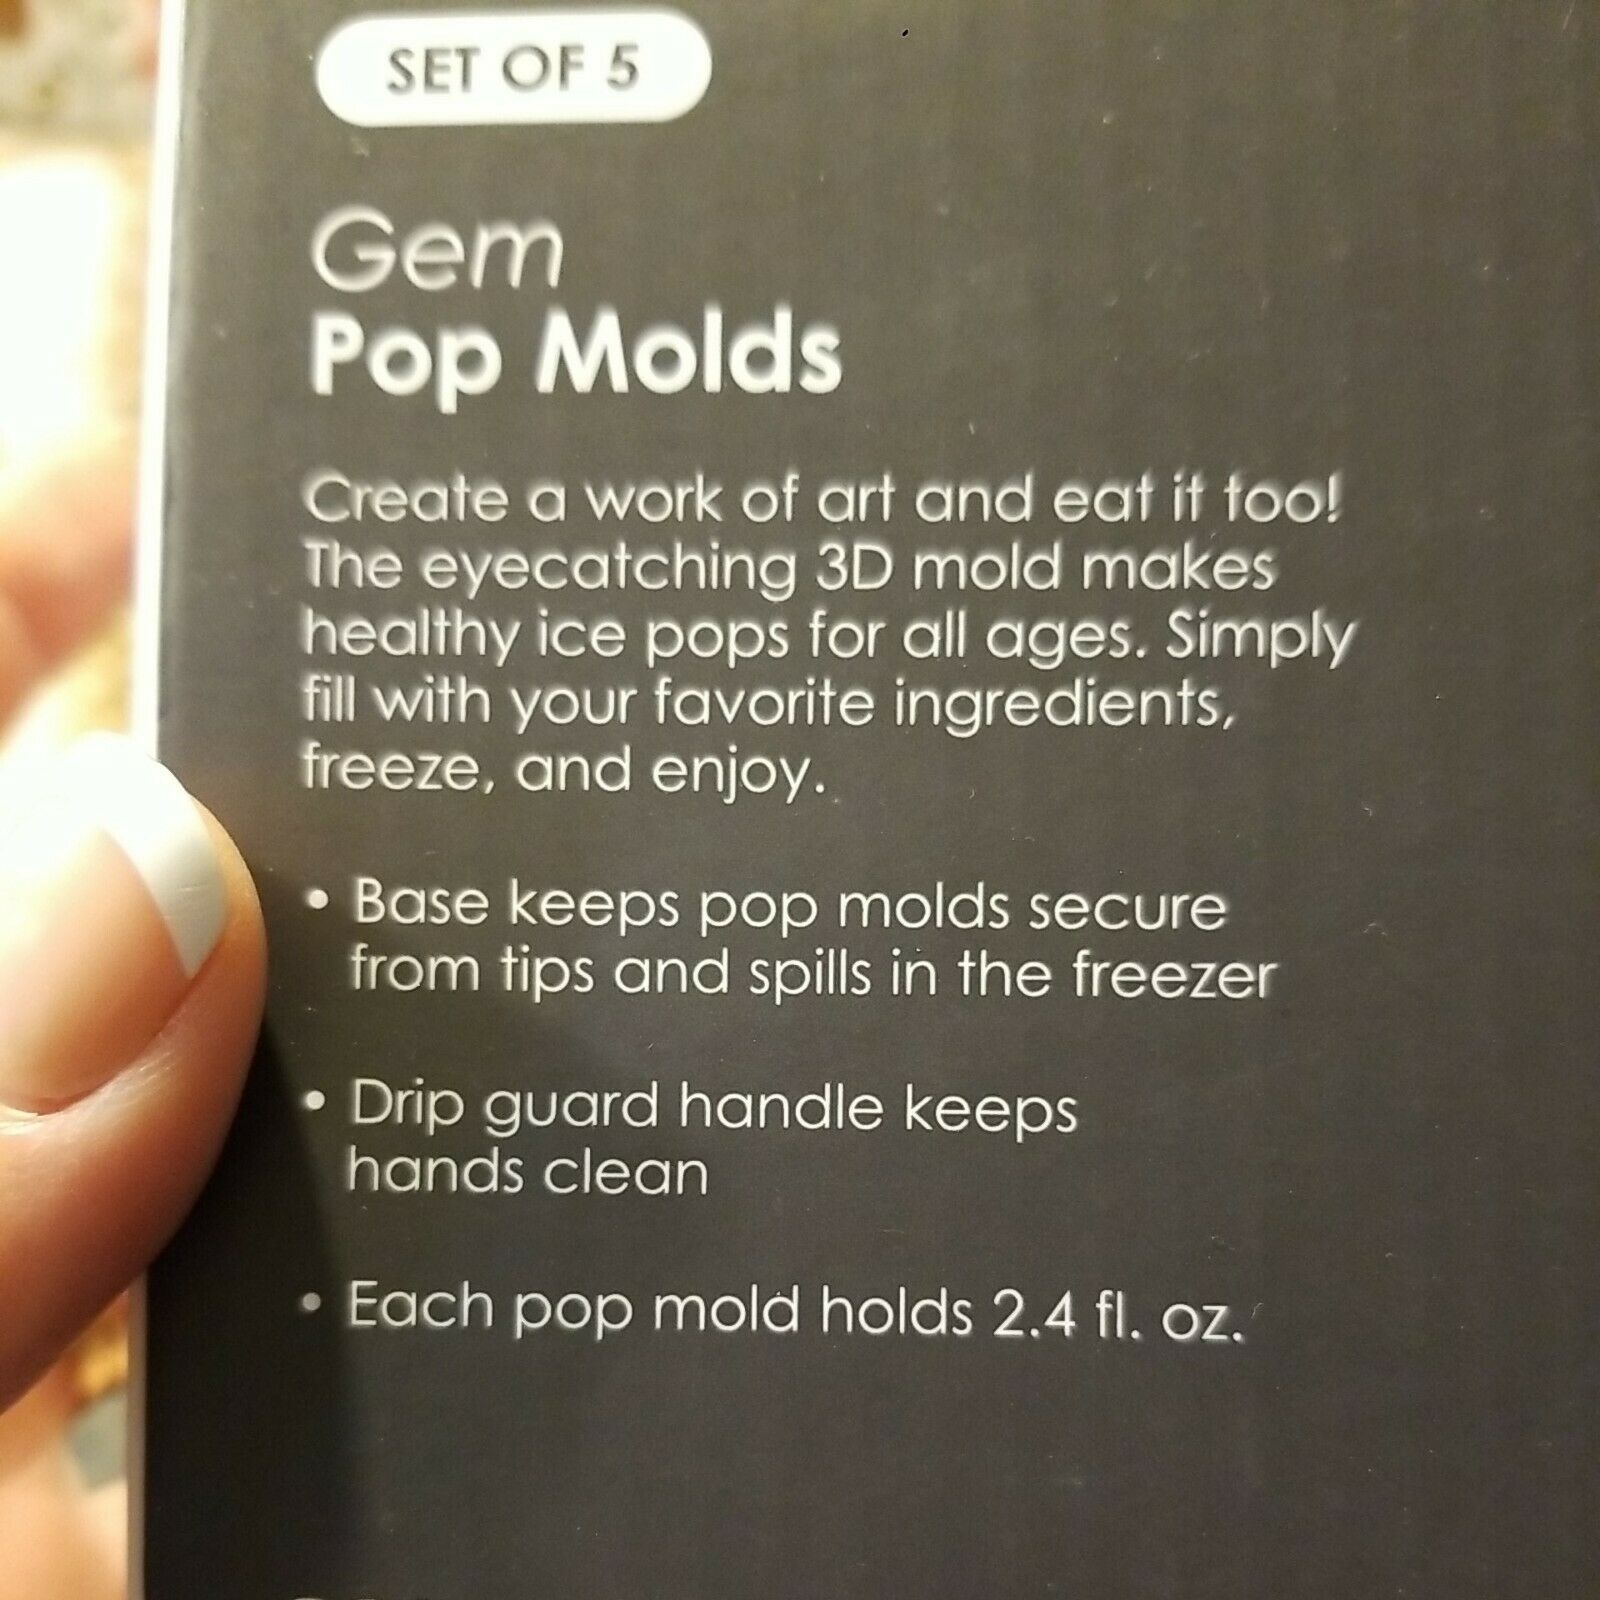 SET OF 5
Gem
Pop Molds
Create a work of art and eat it too!
The eyecatching 3D mold makes
healthy ice pops for all ages. Simply
fill with your favorite ingredients,
freeze, and enjoy.
• Base keeps pop molds secure
from tips and spills in the freezer
• Drip guard handle keeps
hands clean
• Each pop mold holds 2.4 fl. oz.